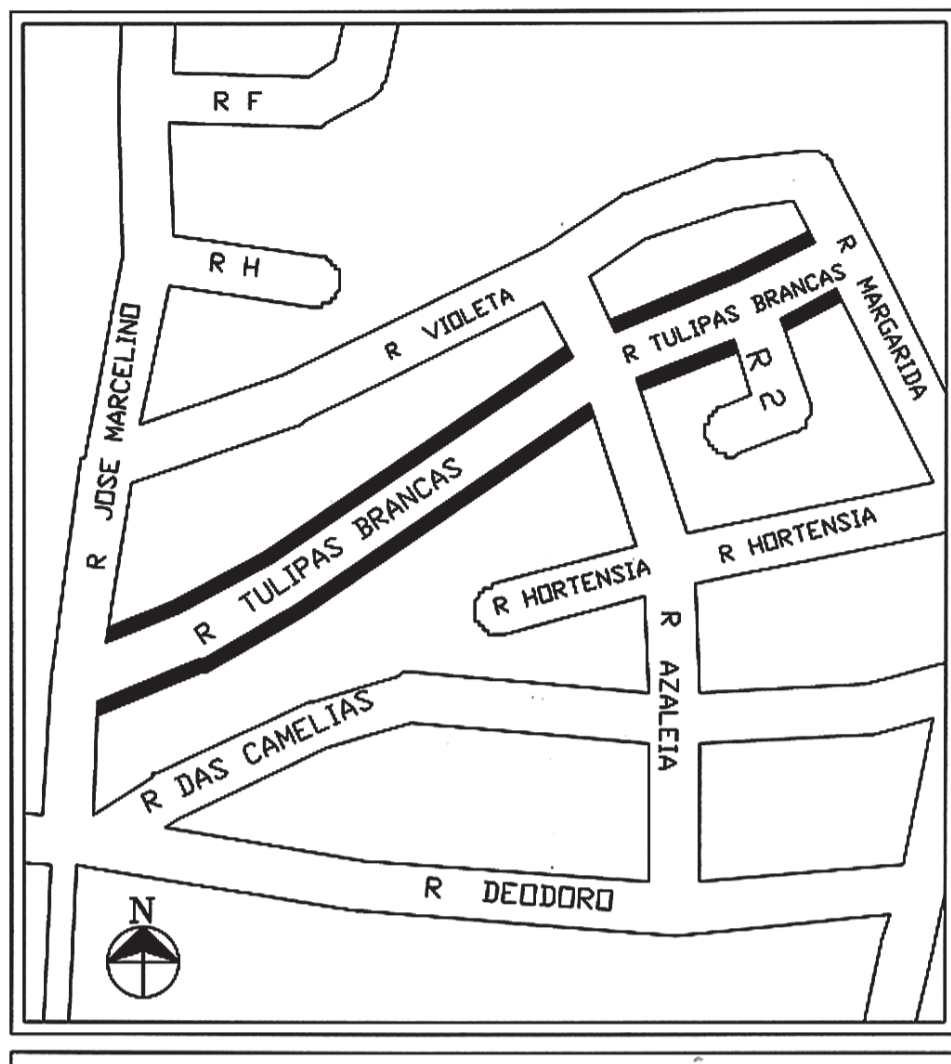 R F
R H
R MARGARIDA
R VIOLETA
R TULIPAS BRANCAS
R 2
R JOSE MARCELINO
R TULIPAS BRANCAS
R HORTENSIA
R HORTENSIA
R AZALEIA
R DAS CAMELIAS
R DEODORO
N